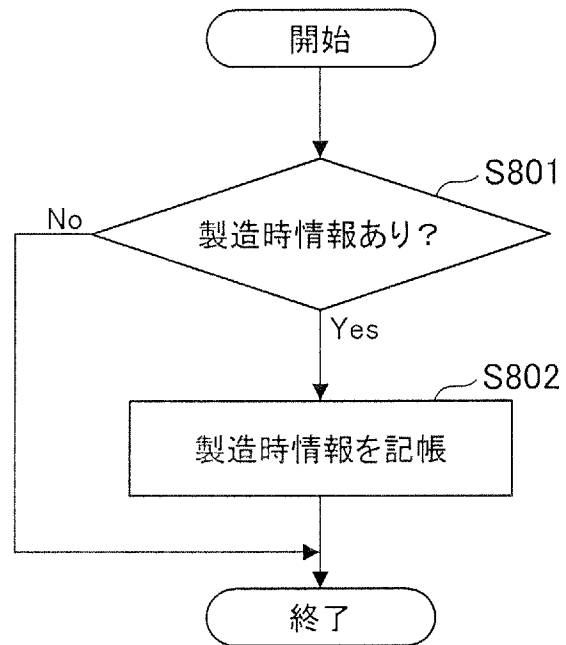 開始
S801
製造時情報あり？
No
Yes
S802
製造時情報を記帳
終了